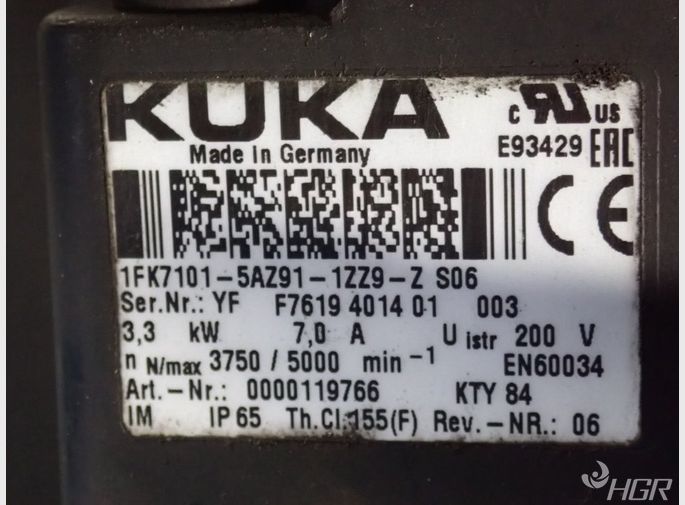 KUKA
c RU us
Made in Germany
E93429 EAC
CE
1FK7101-5AZ91-1ZZ9-Z S06
Ser.Nr.: YF F7619 4014 01 003
3,3 kW 7,0 A U istr 200 V
n N/max 3750 / 5000 min -1 EN60034
Art.-Nr.: 0000119766 KTY 84
IM IP 65 Th.Cl.:155(F) Rev.-NR.: 06
HGR